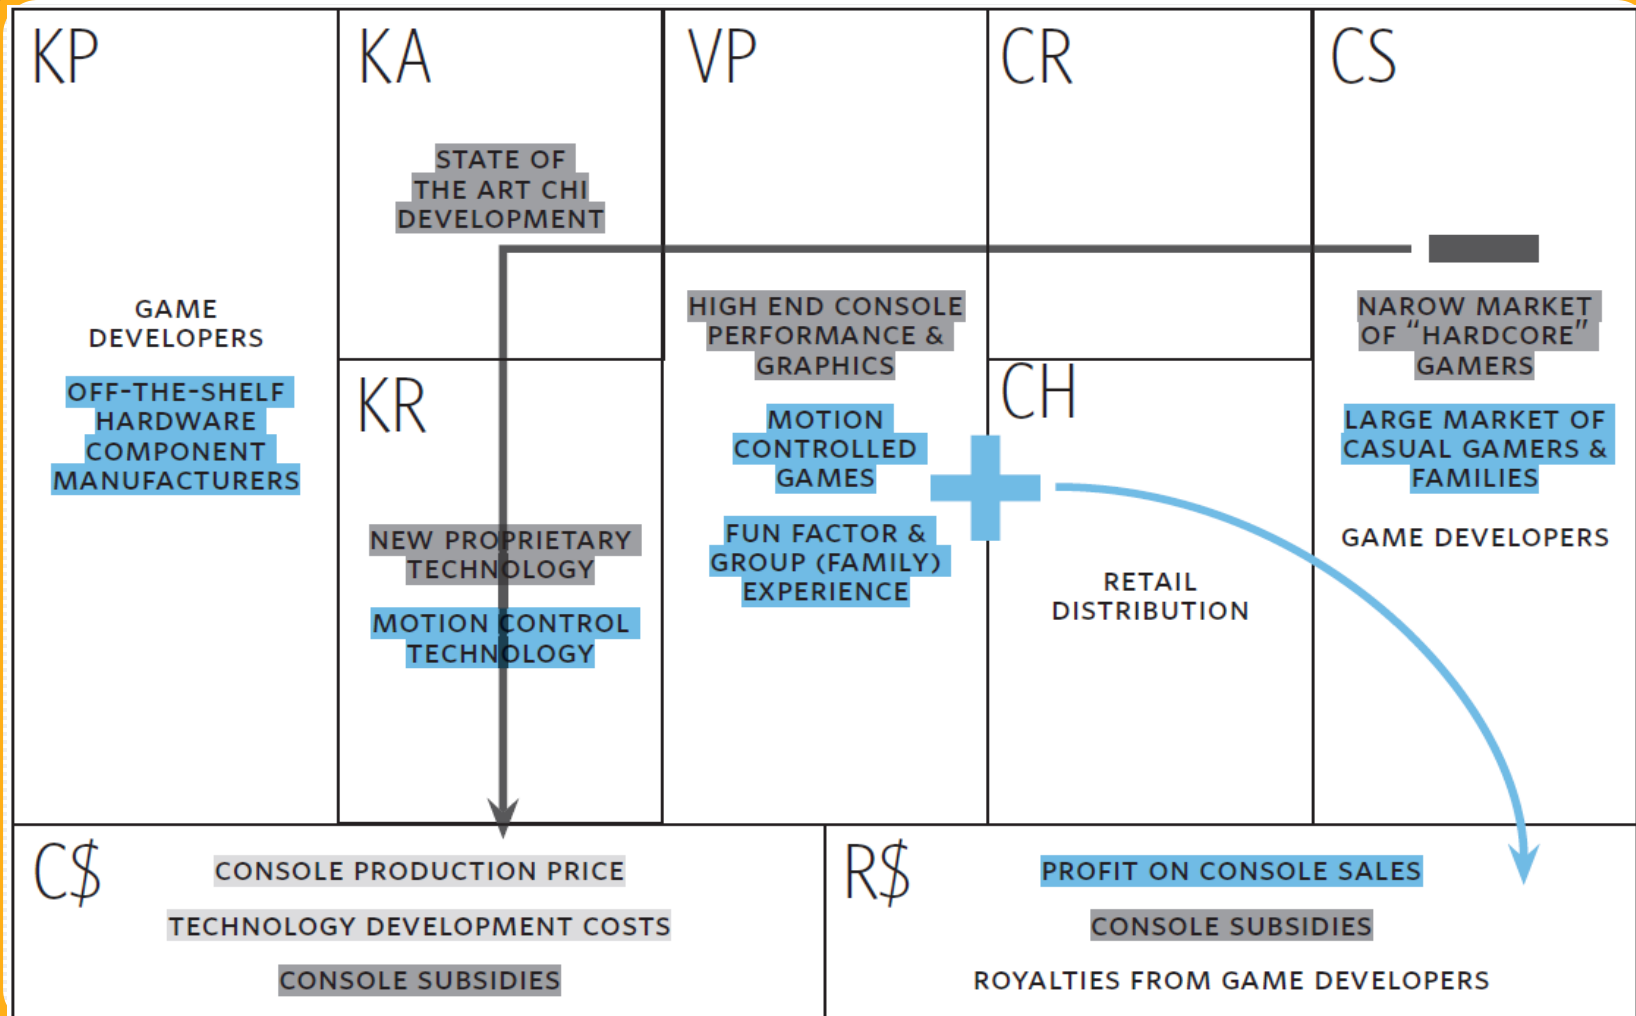 KP
GAME
DEVELOPERS
OFF-THE-SHELF
HARDWARE
COMPONENT
MANUFACTURERS
KA
STATE OF
THE ART CHI
DEVELOPMENT
KR
NEW PROPRIETARY
TECHNOLOGY
MOTION CONTROL
TECHNOLOGY
VP
HIGH END CONSOLE
PERFORMANCE &
GRAPHICS
MOTION
CONTROLLED
GAMES
FUN FACTOR &
GROUP (FAMILY)
EXPERIENCE
CR
CH
RETAIL
DISTRIBUTION
CS
NAROW MARKET
OF “HARDCORE”
GAMERS
LARGE MARKET OF
CASUAL GAMERS &
FAMILIES
GAME DEVELOPERS
C$
CONSOLE PRODUCTION PRICE
TECHNOLOGY DEVELOPMENT COSTS
CONSOLE SUBSIDIES
R$
PROFIT ON CONSOLE SALES
CONSOLE SUBSIDIES
ROYALTIES FROM GAME DEVELOPERS